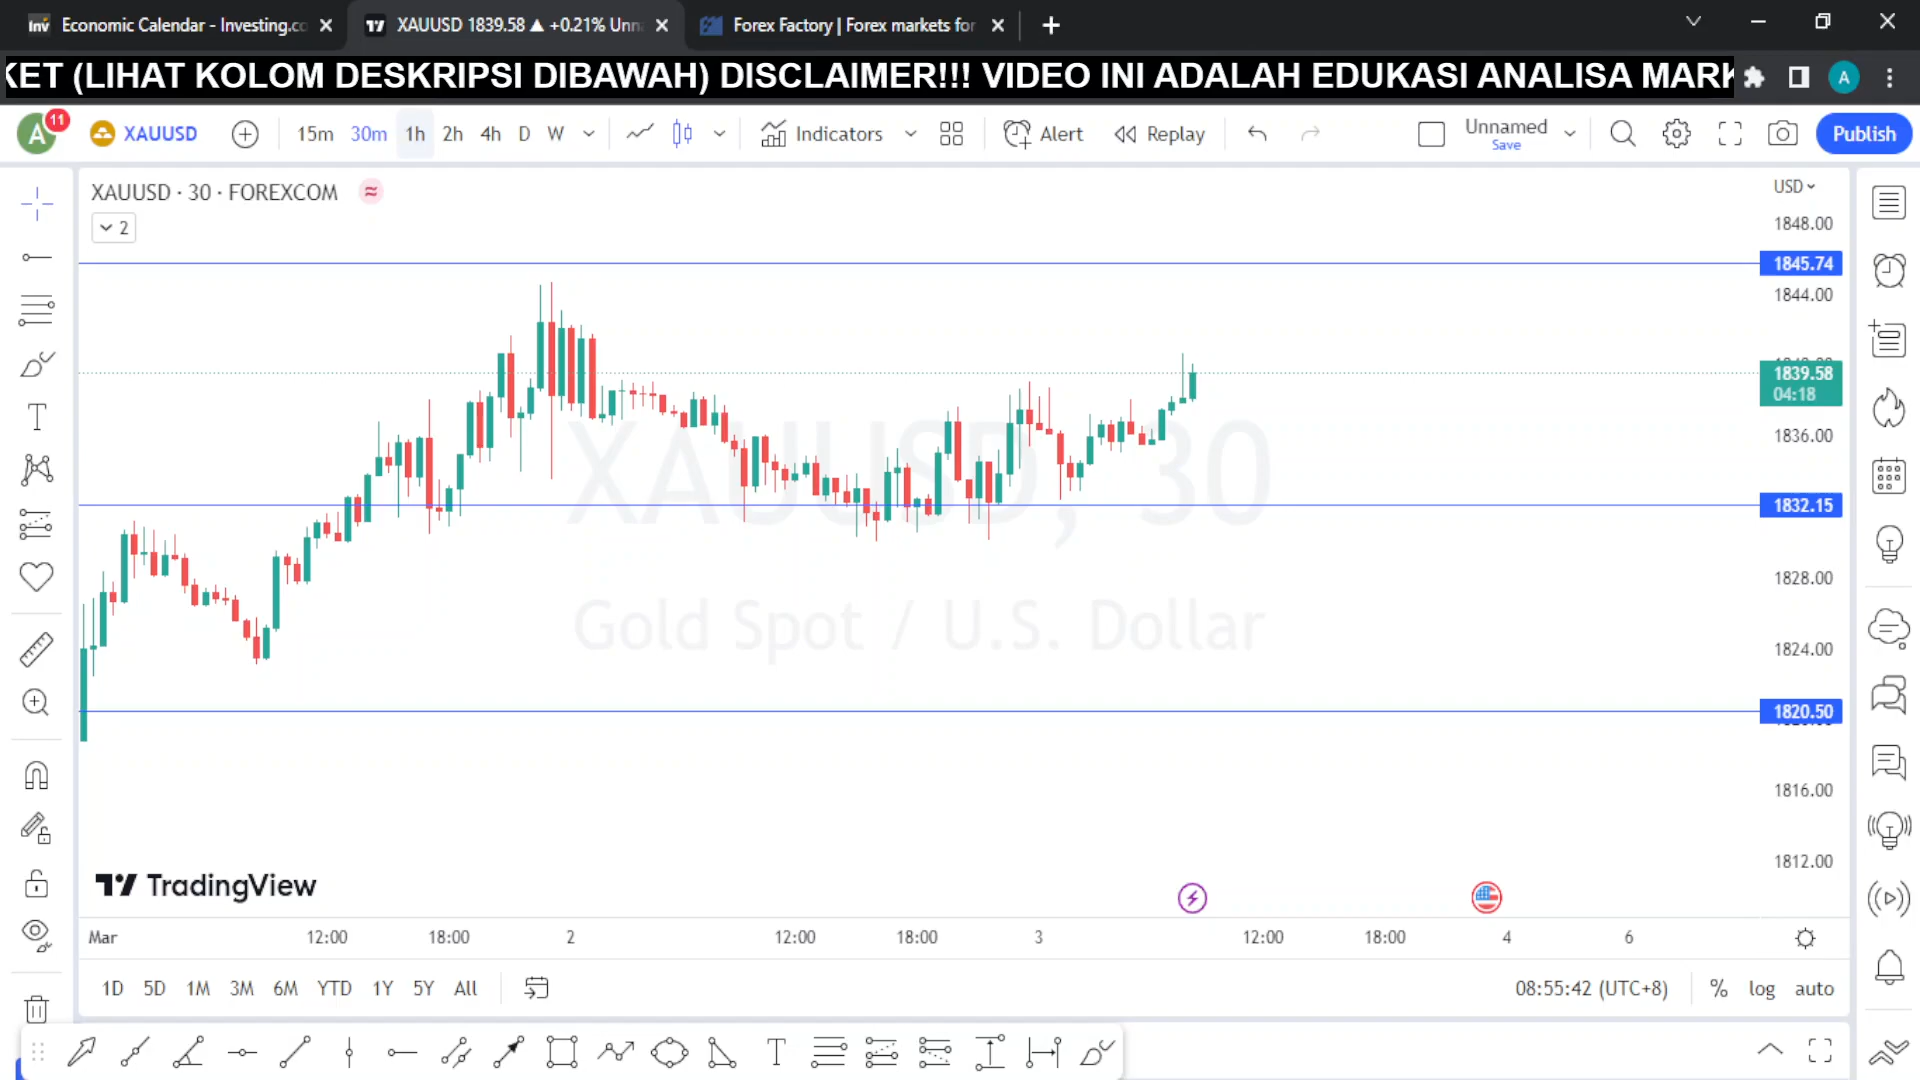 Economic Calendar - Investing.co
XAUUSD 1839.58 ▲ +0.21% Unn
Forex Factory | Forex markets for
KET (LIHAT KOLOM DESKRIPSI DIBAWAH) DISCLAIMER!!! VIDEO INI ADALAH EDUKASI ANALISA MARK
A
A
11
XAUUSD
15m
30m
1h
2h
4h
D
W
Indicators
Alert
Replay
Unnamed
Save
Publish
XAUUSD · 30 · FOREXCOM
2
USD
1848.00
1845.74
1844.00
1839.58
04:18
1836.00
1832.15
1828.00
1824.00
1820.50
1816.00
1812.00
XAUUSD, 30
Gold Spot / U.S. Dollar
TradingView
Mar
12:00
18:00
2
12:00
18:00
3
12:00
18:00
4
6
1D
5D
1M
3M
6M
YTD
1Y
5Y
All
08:55:42 (UTC+8)
%
log
auto